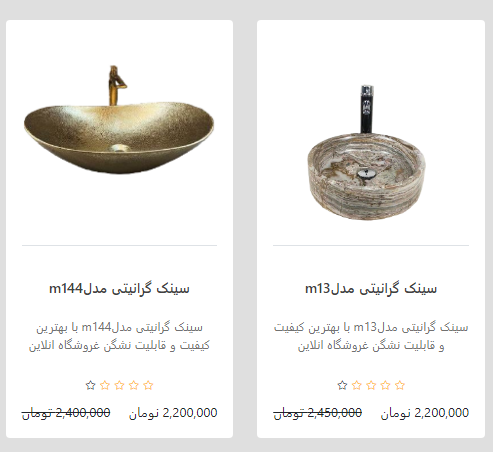 سینک گرانیتی مدلm13
سینک گرانیتی مدلm13 با بهترین کیفیت
و قابلیت نشگن غروشگاه انلاین
2,200,000 نومان
2,450,000 تومان
سینک گرانیتی مدلm144
سینک گرانیتی مدلm144 با بهترین
کیفیت و قابلیت نشگن غروشگاه انلاین
2,200,000 نومان
2,400,000 تومان